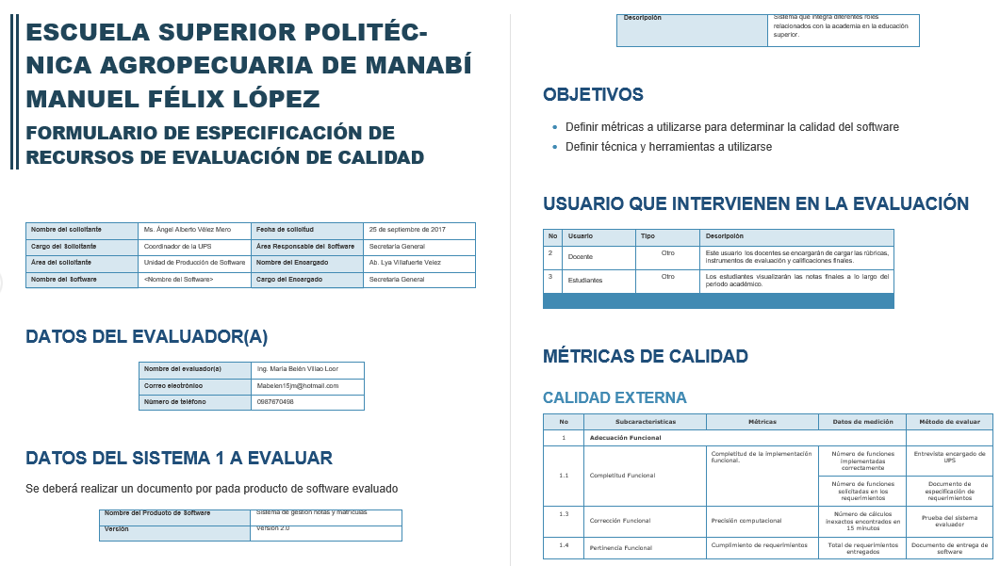 ESCUELA SUPERIOR POLITÉC-
NICA AGROPECUARIA DE MANABÍ
MANUEL FÉLIX LÓPEZ
FORMULARIO DE ESPECIFICACIÓN DE
RECURSOS DE EVALUACIÓN DE CALIDAD
Nombre del solicitante Ms. Ángel Alberto Vélez Mero Fecha de solicitud 25 de septiembre de 2017
Cargo del Solicitante Coordinador de la UPS Área Responsable del Software Secretaría General
Área del solicitante Unidad de Producción de Software Nombre del Encargado Ab. Lya Villafuerte Velez
Nombre del Software <Nombre del Software> Cargo del Encargado Secretaria General
DATOS DEL EVALUADOR(A)
Nombre del evaluador(a) Ing. María Belén Villao Loor
Correo electrónico Mabelen15jm@hotmail.com
Número de teléfono 0987670498
DATOS DEL SISTEMA 1 A EVALUAR
Se deberá realizar un documento por pada producto de software evaluado
Nombre del Producto de Software Sistema de gestión notas y matriculas
Versión Versión 2.0
Descripción Sistema que integra diferentes roles
relacionados con la academia en la educación
superior.
OBJETIVOS
• Definir métricas a utilizarse para determinar la calidad del software
• Definir técnica y herramientas a utilizarse
USUARIO QUE INTERVIENEN EN LA EVALUACIÓN
No Usuario Tipo Descripción
2 Docente Otro Este usuario los docentes se encargarán de cargar las rúbricas,
instrumentos de evaluación y calificaciones finales.
3 Estudiantes Otro Los estudiantes visualizarán las notas finales a lo largo del
periodo académico.
MÉTRICAS DE CALIDAD
CALIDAD EXTERNA
No Subcaracterísticas Métricas Datos de medición Método de evaluar
1 Adecuación Funcional
1.1 Completitud Funcional Completitud de la implementación
funcional.
Número de funciones
implementadas
correctamente
Entrevista encargado de
UPS
Número de funciones
solicitadas en los
requerimientos
Documento de
especificación de
requerimientos
1.3 Corrección Funcional Precisión computacional
Número de cálculos
inexactos encontrados en
15 minutos
Prueba del sistema
evaluador
1.4 Pertinencia Funcional Cumplimiento de requerimientos
Total de requerimientos
entregados
Documento de entrega de
software